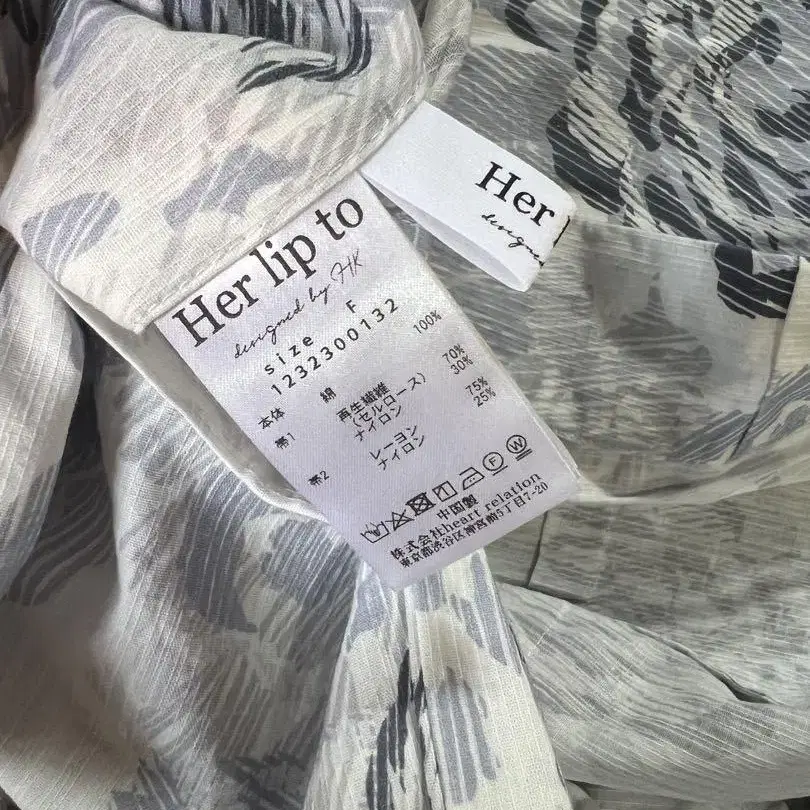 Her lip to
designed by HK
size F
1232300132
本体 綿 100%
帯1 再生繊維 70%
(セルロース) 30%
ナイロン
帯2 レーヨン 75%
ナイロン 25%
中国製
株式会社heart relation
東京都渋谷区神宮前5丁目7-20
Her
designed